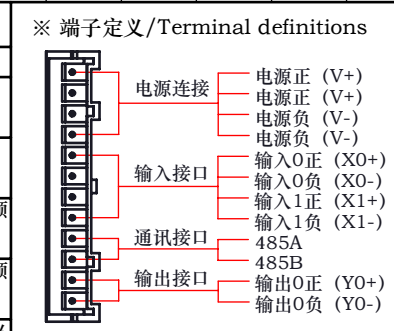 ※ 端子定义/Terminal definitions
电源连接
电源正 (V+)
电源正 (V+)
电源负 (V-)
电源负 (V-)
输入接口
输入0正 (X0+)
输入0负 (X0-)
输入1正 (X1+)
输入1负 (X1-)
通讯接口
485A
485B
输出接口
输出0正 (Y0+)
输出0负 (Y0-)